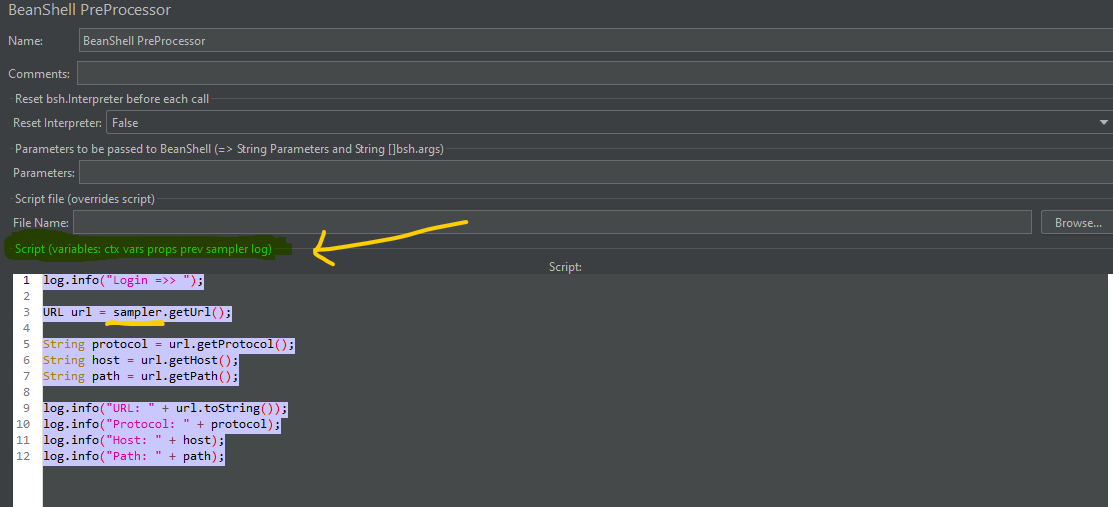 BeanShell PreProcessor
Name: BeanShell PreProcessor
Comments:
Reset bsh.Interpreter before each call
Reset Interpreter: False
Parameters to be passed to BeanShell (=> String Parameters and String []bsh.args)
Parameters:
Script file (overrides script)
File Name: Browse...
Script (variables: ctx vars props prev sampler log)
Script:
1 log.info("Login =>> ");
2
3 URL url = sampler.getUrl();
4
5 String protocol = url.getProtocol();
6 String host = url.getHost();
7 String path = url.getPath();
8
9 log.info("URL: " + url.toString());
10 log.info("Protocol: " + protocol);
11 log.info("Host: " + host);
12 log.info("Path: " + path);